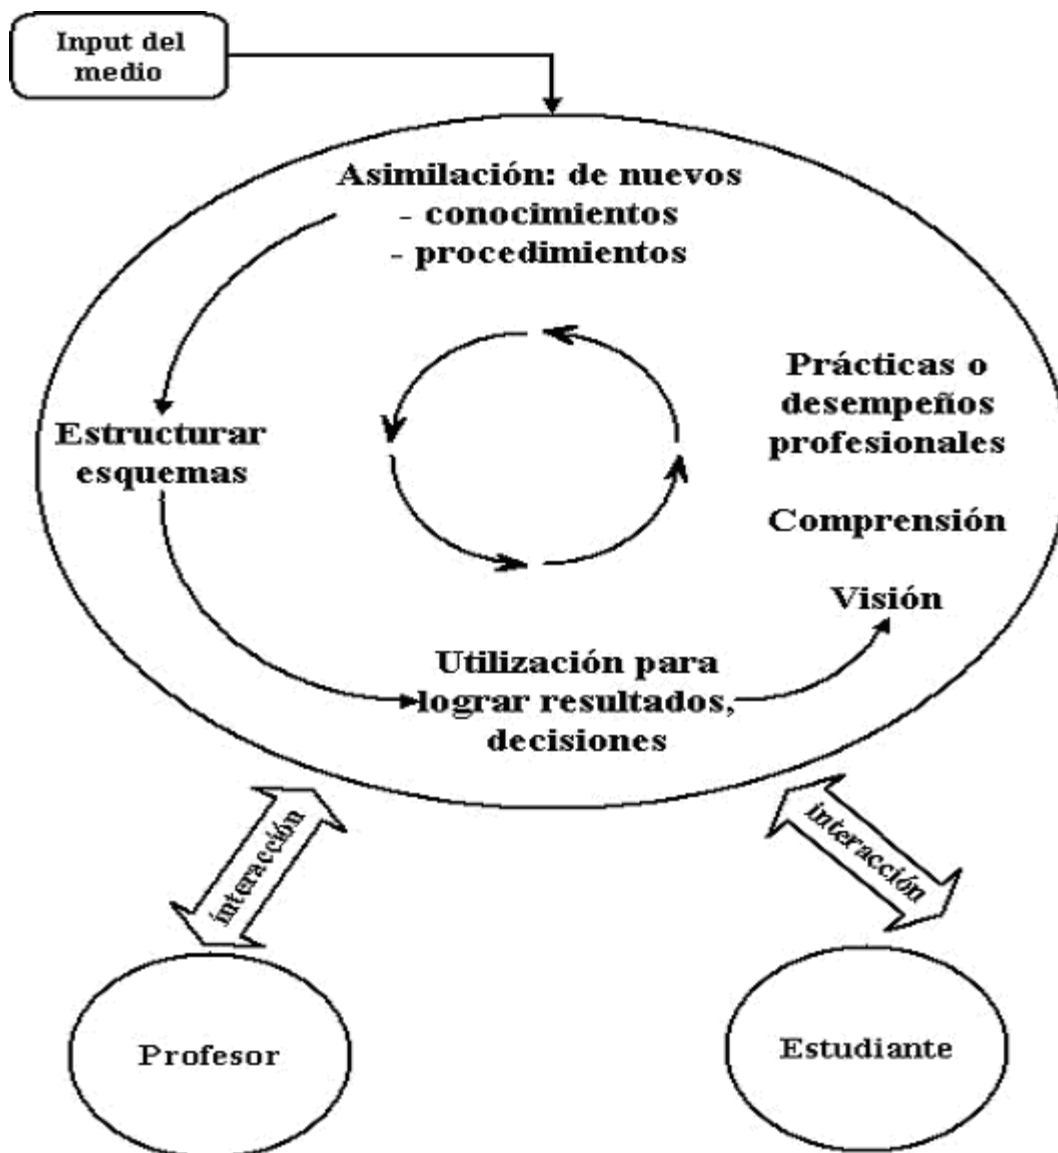 Input del
medio
Asimilación: de nuevos
- conocimientos
- procedimientos
Estructurar
esquemas
Prácticas o
desempeños
profesionales
Comprensión
Visión
Utilización para
lograr resultados,
decisiones
interacción
interacción
Profesor
Estudiante